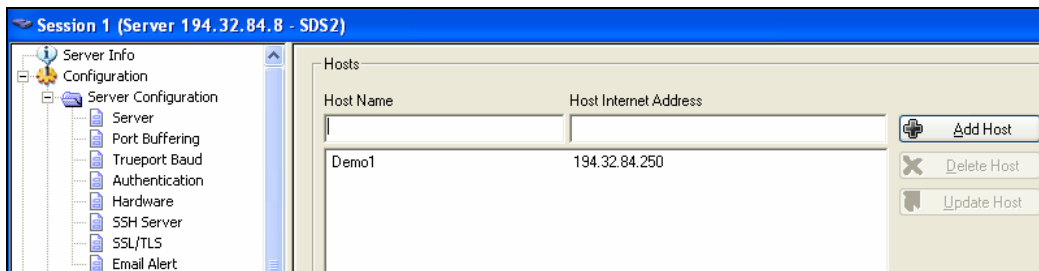 Session 1 (Server 194.32.84.8 - SDS2)
Server Info
Configuration
Server Configuration
Server
Port Buffering
Trueport Baud
Authentication
Hardware
SSH Server
SSL/TLS
Email Alert
Hosts
Host Name Host Internet Address
Add Host
Demo1 194.32.84.250
Delete Host
Update Host